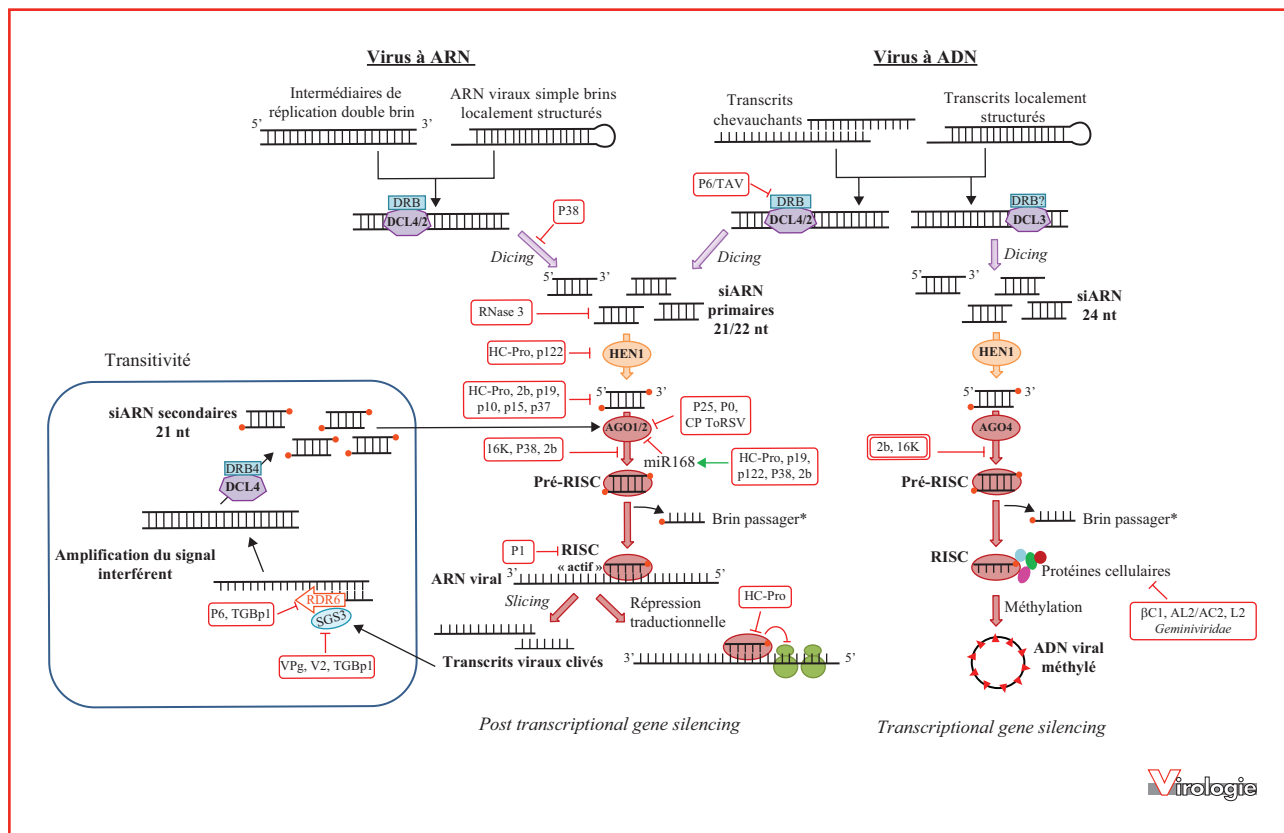 Virus à ARN
Virus à ADN
Intermédiaires de
réplication double brin
5’
3’
ARN viraux simple brins
localement structurés
Transcrits
chevauchants
Transcrits localement
structurés
DRB
DCL4/2
P38
P6/TAV
DRB
DCL4/2
DRB?
DCL3
Dicing
Dicing
Dicing
5’
3’
siARN
primaires
21/22 nt
5’
3’
siARN
24 nt
RNase 3
HC-Pro, p122
HEN1
HEN1
Transitivité
siARN secondaires
21 nt
HC-Pro, 2b, p19,
p10, p15, p37
5’
3’
AGO1/2
P25, P0,
CP ToRSV
16K, P38, 2b
miR168
HC-Pro, p19,
p122, P38, 2b
5’
3’
AGO4
2b, 16K
DRB4
DCL4
Pré-RISC
Pré-RISC
Brin passager*
Brin passager*
Amplification du signal
interférent
P1
RISC
« actif »
ARN viral
3’
5’
RISC
Protéines cellulaires
RDR6
SGS3
P6, TGBp1
VPg, V2, TGBp1
Slicing
Répression
traductionnelle
HC-Pro
Transcrits viraux clivés
3’
5’
Méthylation
βC1, AL2/AC2, L2
Geminiviridae
ADN viral
méthylé
Post transcriptional gene silencing
Transcriptional gene silencing
Virologie